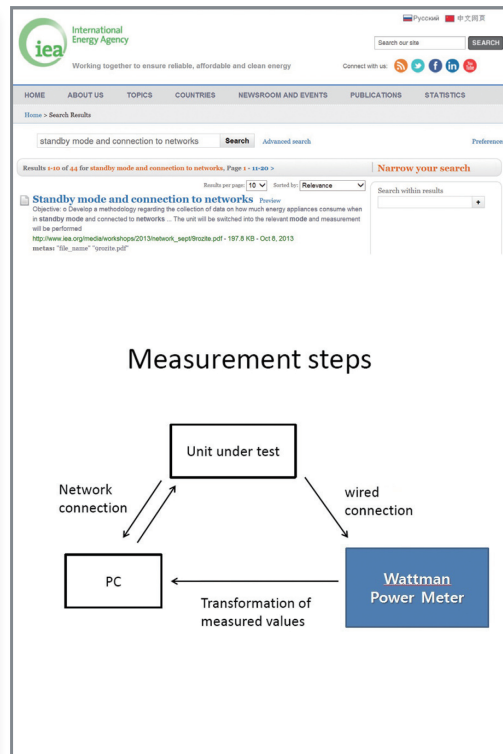 Русский 中文网页
iea
International
Energy Agency
Search our site SEARCH
Working together to ensure reliable, affordable and clean energy
Connect with us: You Tube
HOME ABOUT US TOPICS COUNTRIES NEWSROOM AND EVENTS PUBLICATIONS STATISTICS
Home > Search Results
standby mode and connection to networks Search Advanced search Preference
Results 1-10 of 44 for standby mode and connection to networks. Page 1 - 11-20 > Narrow your search
Results per page: 10 Sorted by: Relevance Search within results
Standby mode and connection to networks Preview
Objective: o Develop a methodology regarding the collection of data on how much energy appliances consume when
in standby mode and connected to networks ... The unit will be switched into the relevant mode and measurement
will be performed
http://www.iea.org/media/workshops/2013/network_sept/9rozite.pdf - 197.8 KB - Oct 8, 2013
metas: "file_name" "9rozite.pdf"
Measurement steps
Unit under test
Network
connection
wired
connection
PC
Wattman
Power Meter
Transformation of
measured values